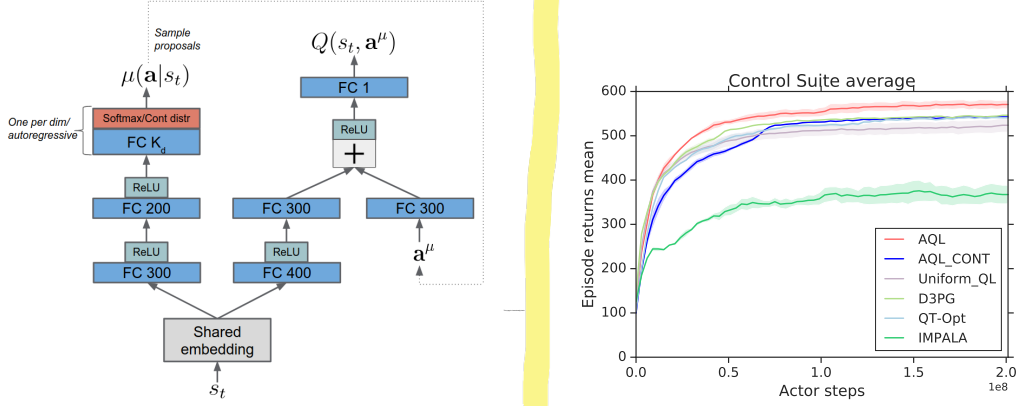 Sample
proposals
μ(a|s_t)
Q(s_t, a^μ)
One per dim/
autoregressive
Softmax/Cont distr
FC K_d
ReLU
FC 200
ReLU
FC 300
FC 1
ReLU
+
FC 300
FC 300
ReLU
FC 400
a^μ
Shared
embedding
s_t
Control Suite average
Episode returns mean
600
500
400
300
200
100
0
0.0
0.5
1.0
1.5
2.0
1e8
Actor steps
AQL
AQL_CONT
Uniform_QL
D3PG
QT-Opt
IMPALA